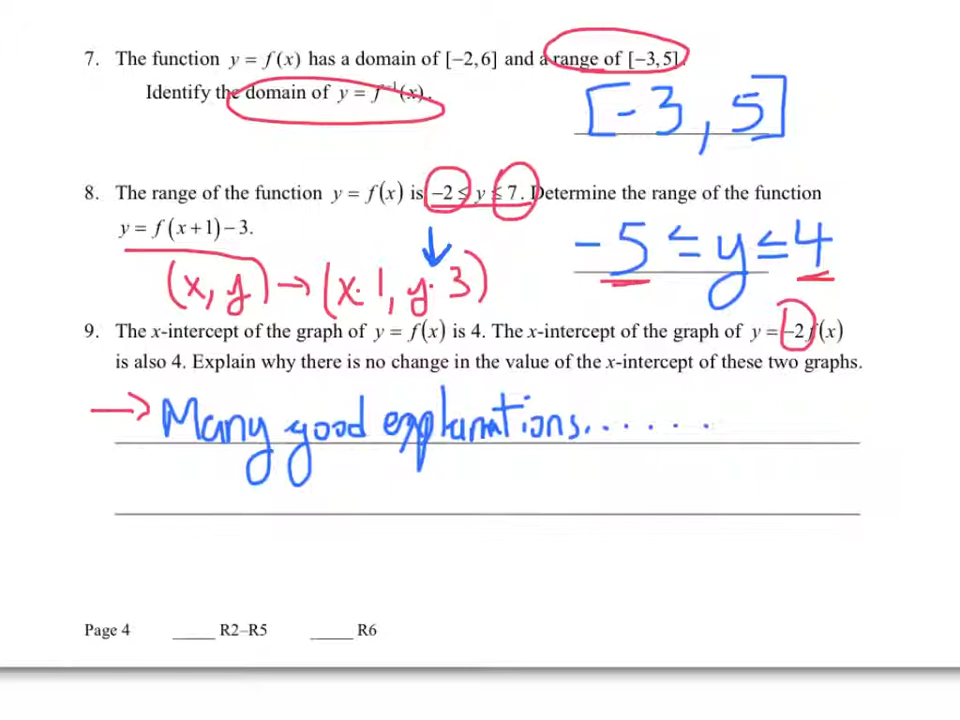 7. The function y = f(x) has a domain of [−2,6] and a range of [−3,5].
Identify the domain of y = f⁻¹(x).
[-3, 5]
8. The range of the function y = f(x) is −2 ≤ y ≤ 7. Determine the range of the function
y = f(x+1)−3.
-5 ≤ y ≤ 4
(x, y) → (x-1, y-3)
9. The x-intercept of the graph of y = f(x) is 4. The x-intercept of the graph of y = −2f(x)
is also 4. Explain why there is no change in the value of the x-intercept of these two graphs.
→ Many good explanations........
Page 4 _____ R2–R5 _____ R6